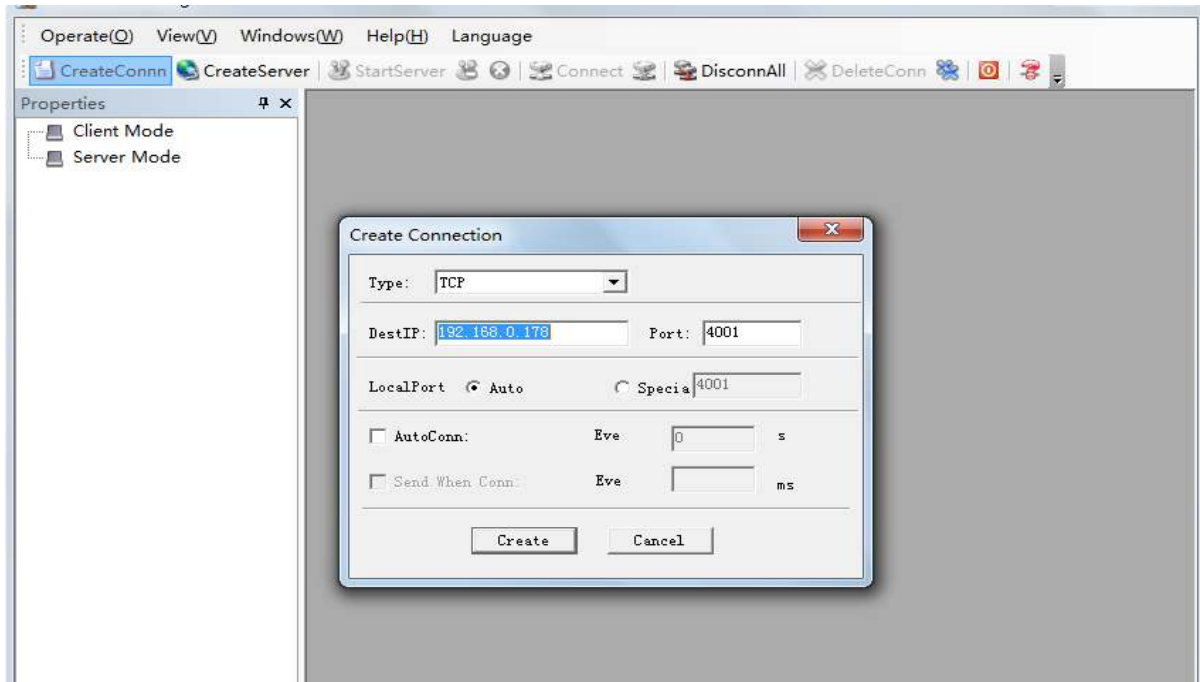 Operate(O) View(V) Windows(W) Help(H) Language
CreateConnn CreateServer StartServer Connect DisconnAll DeleteConn
Properties
Client Mode
Server Mode
Create Connection
Type: TCP
DestIP: 192.168.0.178 Port: 4001
LocalPort Auto Specia 4001
AutoConn: Eve 0 s
Send When Conn: Eve ms
Create Cancel